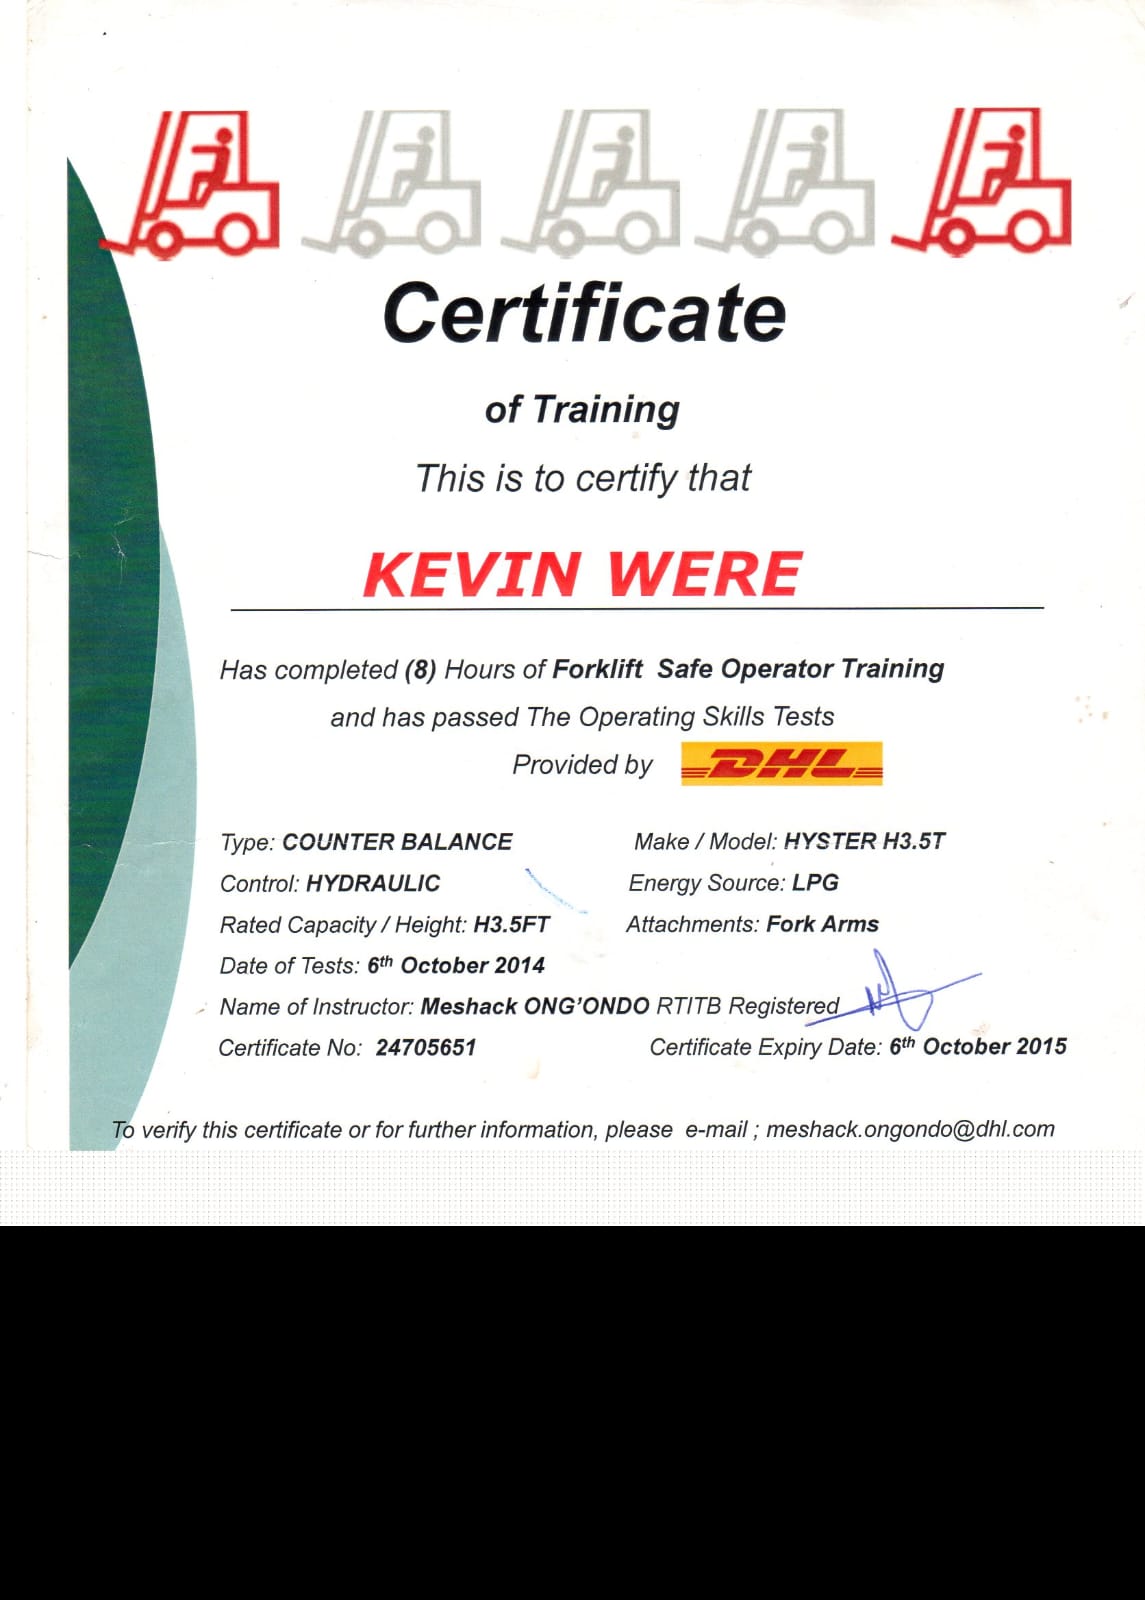 Certificate
of Training
This is to certify that
KEVIN WERE
Has completed (8) Hours of Forklift Safe Operator Training
and has passed The Operating Skills Tests
Provided by DHL
Type: COUNTER BALANCE Make / Model: HYSTER H3.5T
Control: HYDRAULIC Energy Source: LPG
Rated Capacity / Height: H3.5FT Attachments: Fork Arms
Date of Tests: 6th October 2014
Name of Instructor: Meshack ONG'ONDO RTITB Registered
Certificate No: 24705651 Certificate Expiry Date: 6th October 2015
To verify this certificate or for further information, please e-mail ; meshack.ongondo@dhl.com